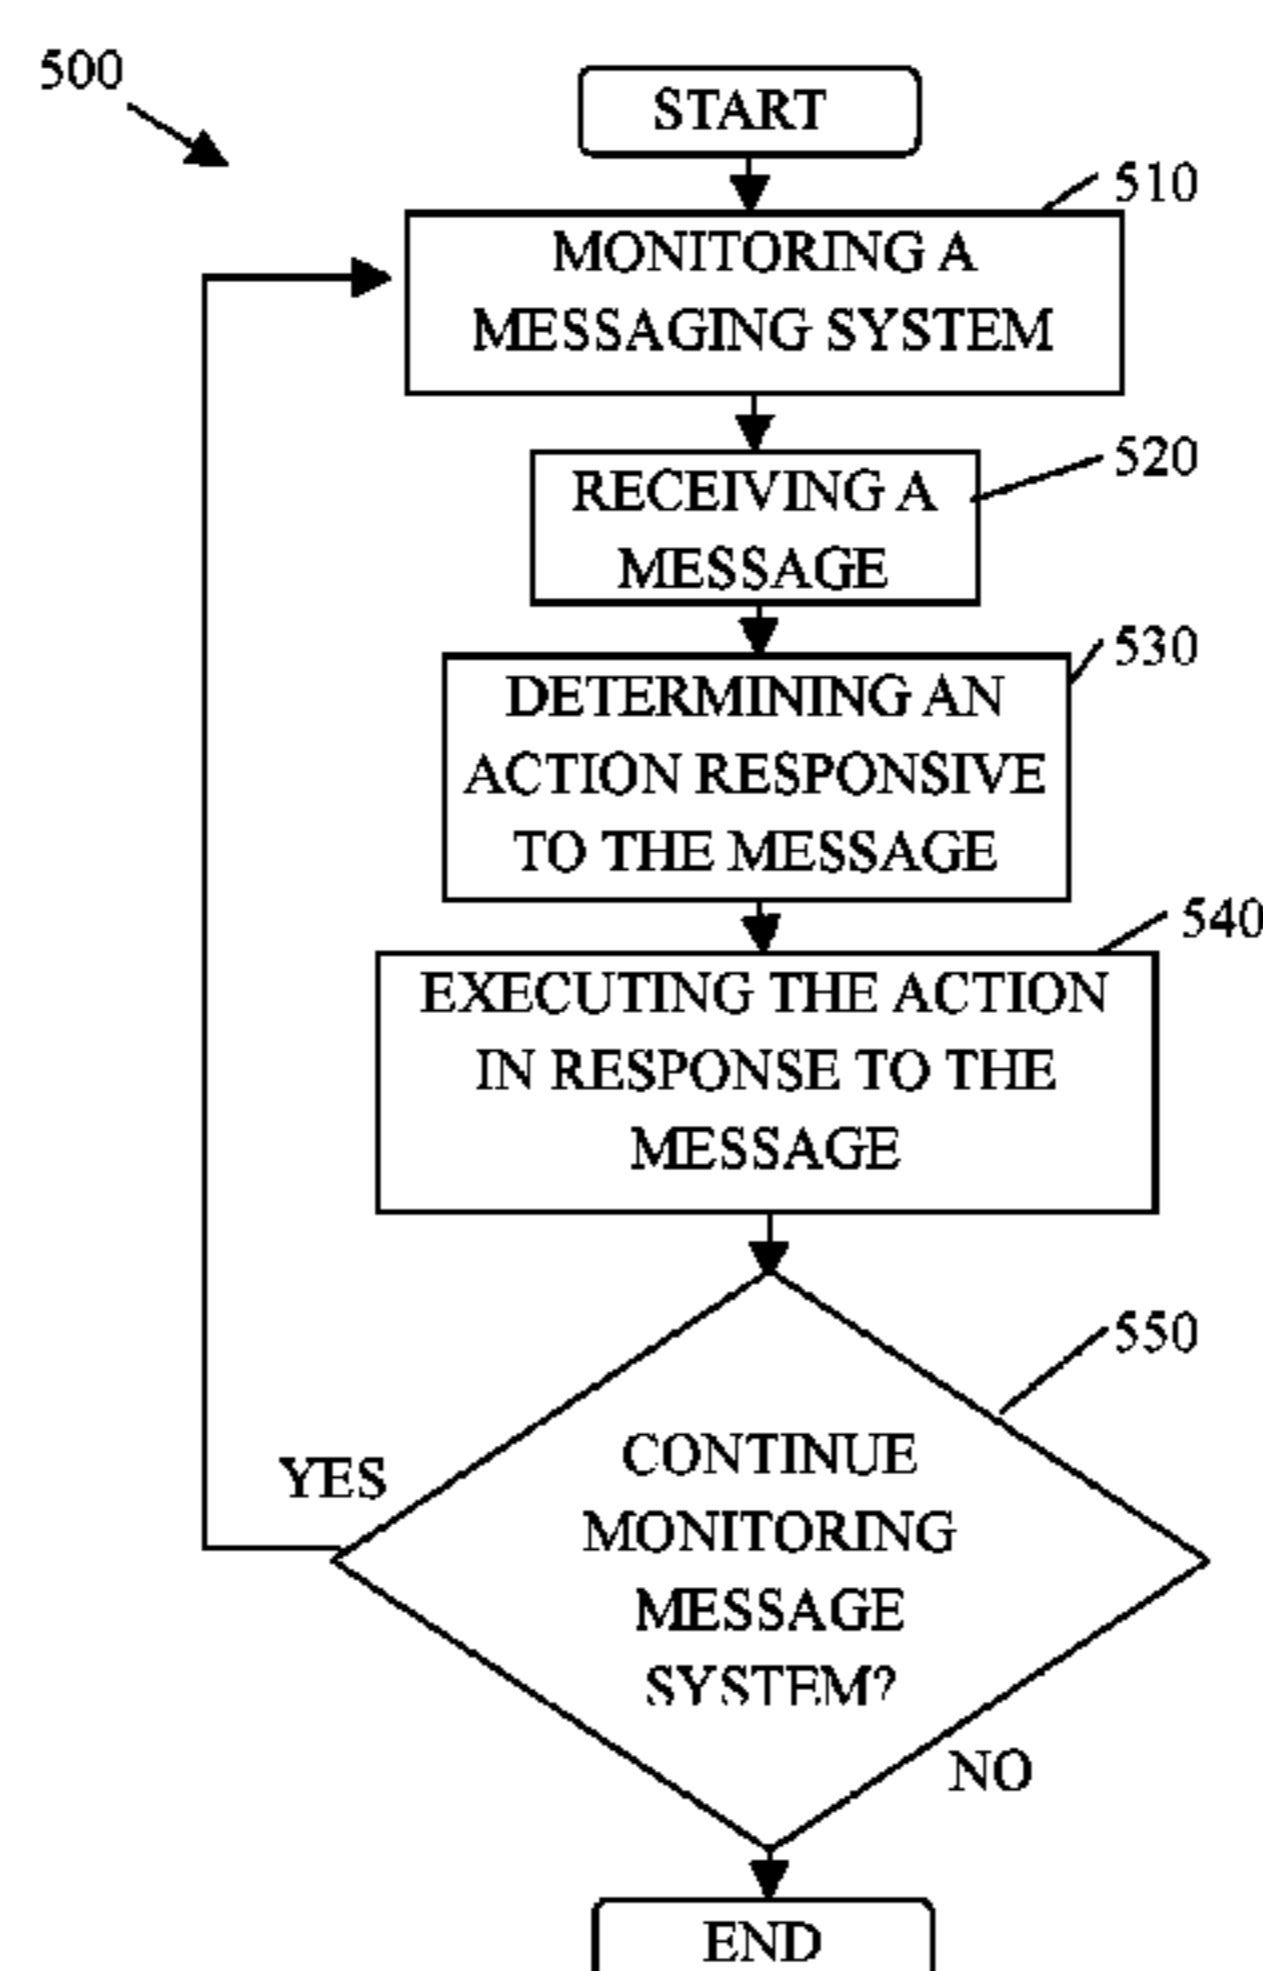 500
START
510
MONITORING A
MESSAGING SYSTEM
520
RECEIVING A
MESSAGE
530
DETERMINING AN
ACTION RESPONSIVE
TO THE MESSAGE
540
EXECUTING THE ACTION
IN RESPONSE TO THE
MESSAGE
550
YES
CONTINUE
MONITORING
MESSAGE
SYSTEM?
NO
END